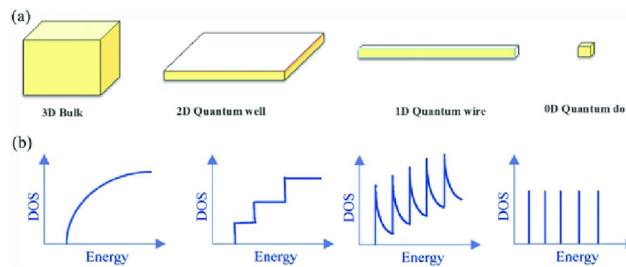 (a)
3D Bulk
2D Quantum well
1D Quantum wire
0D Quantum do
(b)
DOS
Energy
DOS
Energy
DOS
Energy
DOS
Energy